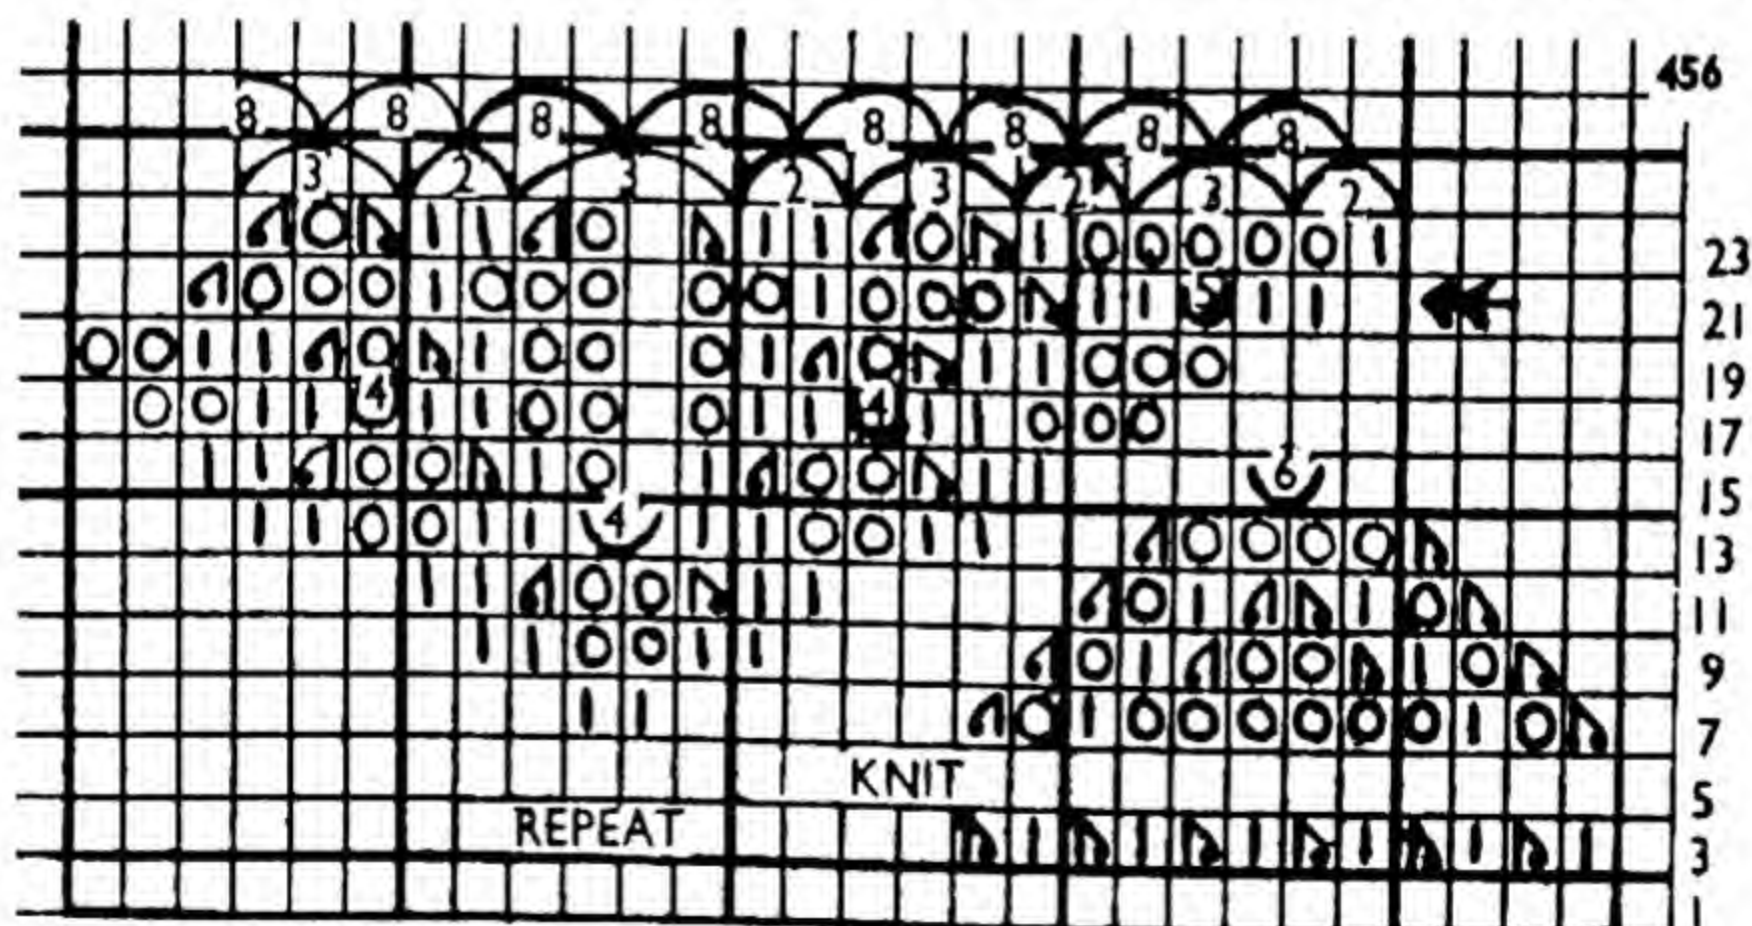 456
8 8 8 8 8 8 8 8
3 2 3 2 3 2 3 2
O I I O I I O I O O O O O I 23
O O O O I O O O O O I O O O I I 5 I I 21
O O I I O I O O O I O I I O O O 19
O O I I 4 I I O O O I I 4 I I O O O 17
I I O O I O I O O I I 6 15
I I O O I I 4 I I O O I I O O O O 13
I I O O I I O I I O 11
I I O O I I O I O O I O 9
I I O I O O O O O O I O 7
KNIT 5
REPEAT I I I I I I 3
1